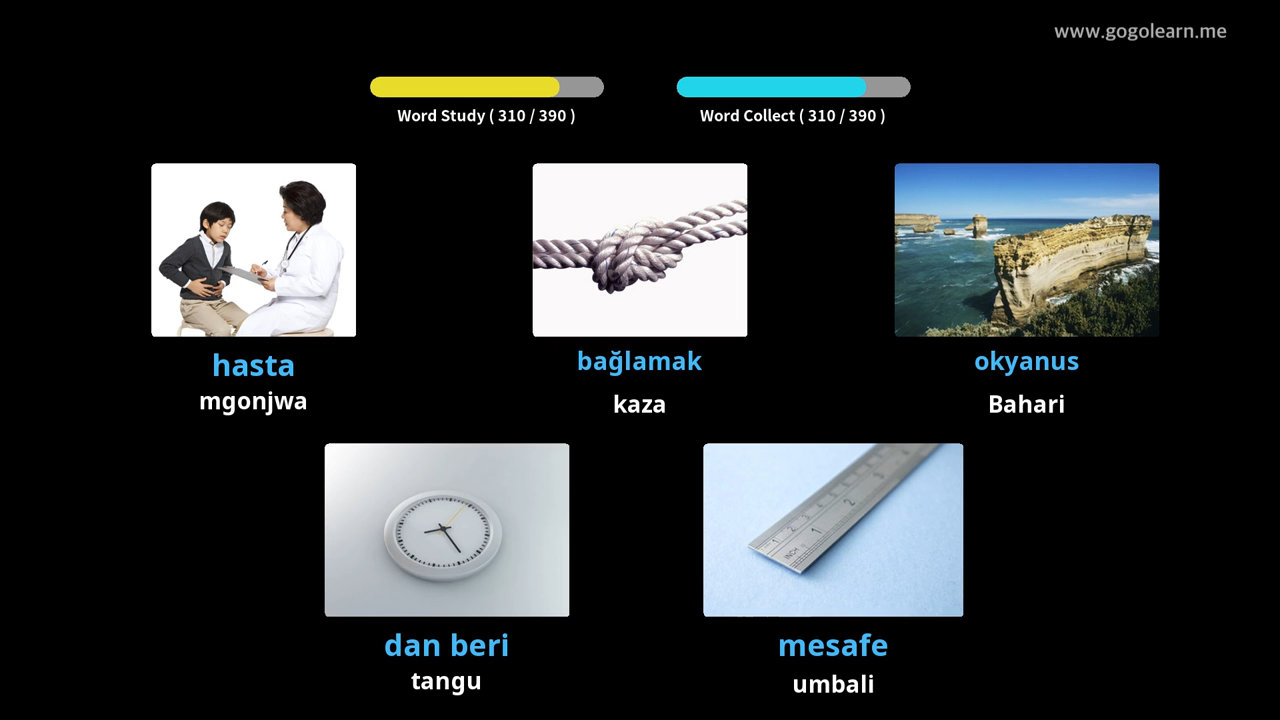 www.gogolearn.me
Word Study ( 310 / 390 )
Word Collect ( 310 / 390 )
hasta
mgonjwa
bağlamak
kaza
okyanus
Bahari
dan beri
tangu
mesafe
umbali